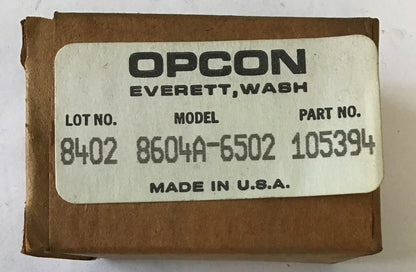 OPCON
EVERETT, WASH
LOT NO. MODEL PART NO.
8402 8604A-6502 105394
MADE IN U.S.A.